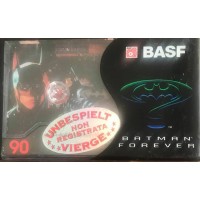 BASF
UNBESPIELT
NON
REGISTRATA
VIERGE
90
BATMAN
FOREVER